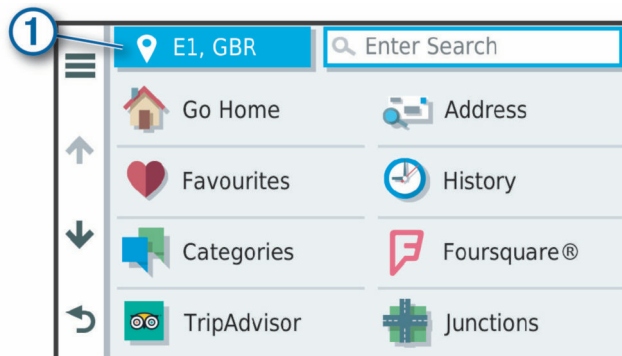 1
E1, GBR
Enter Search
Go Home
Address
Favourites
History
Categories
Foursquare®
TripAdvisor
Junctions